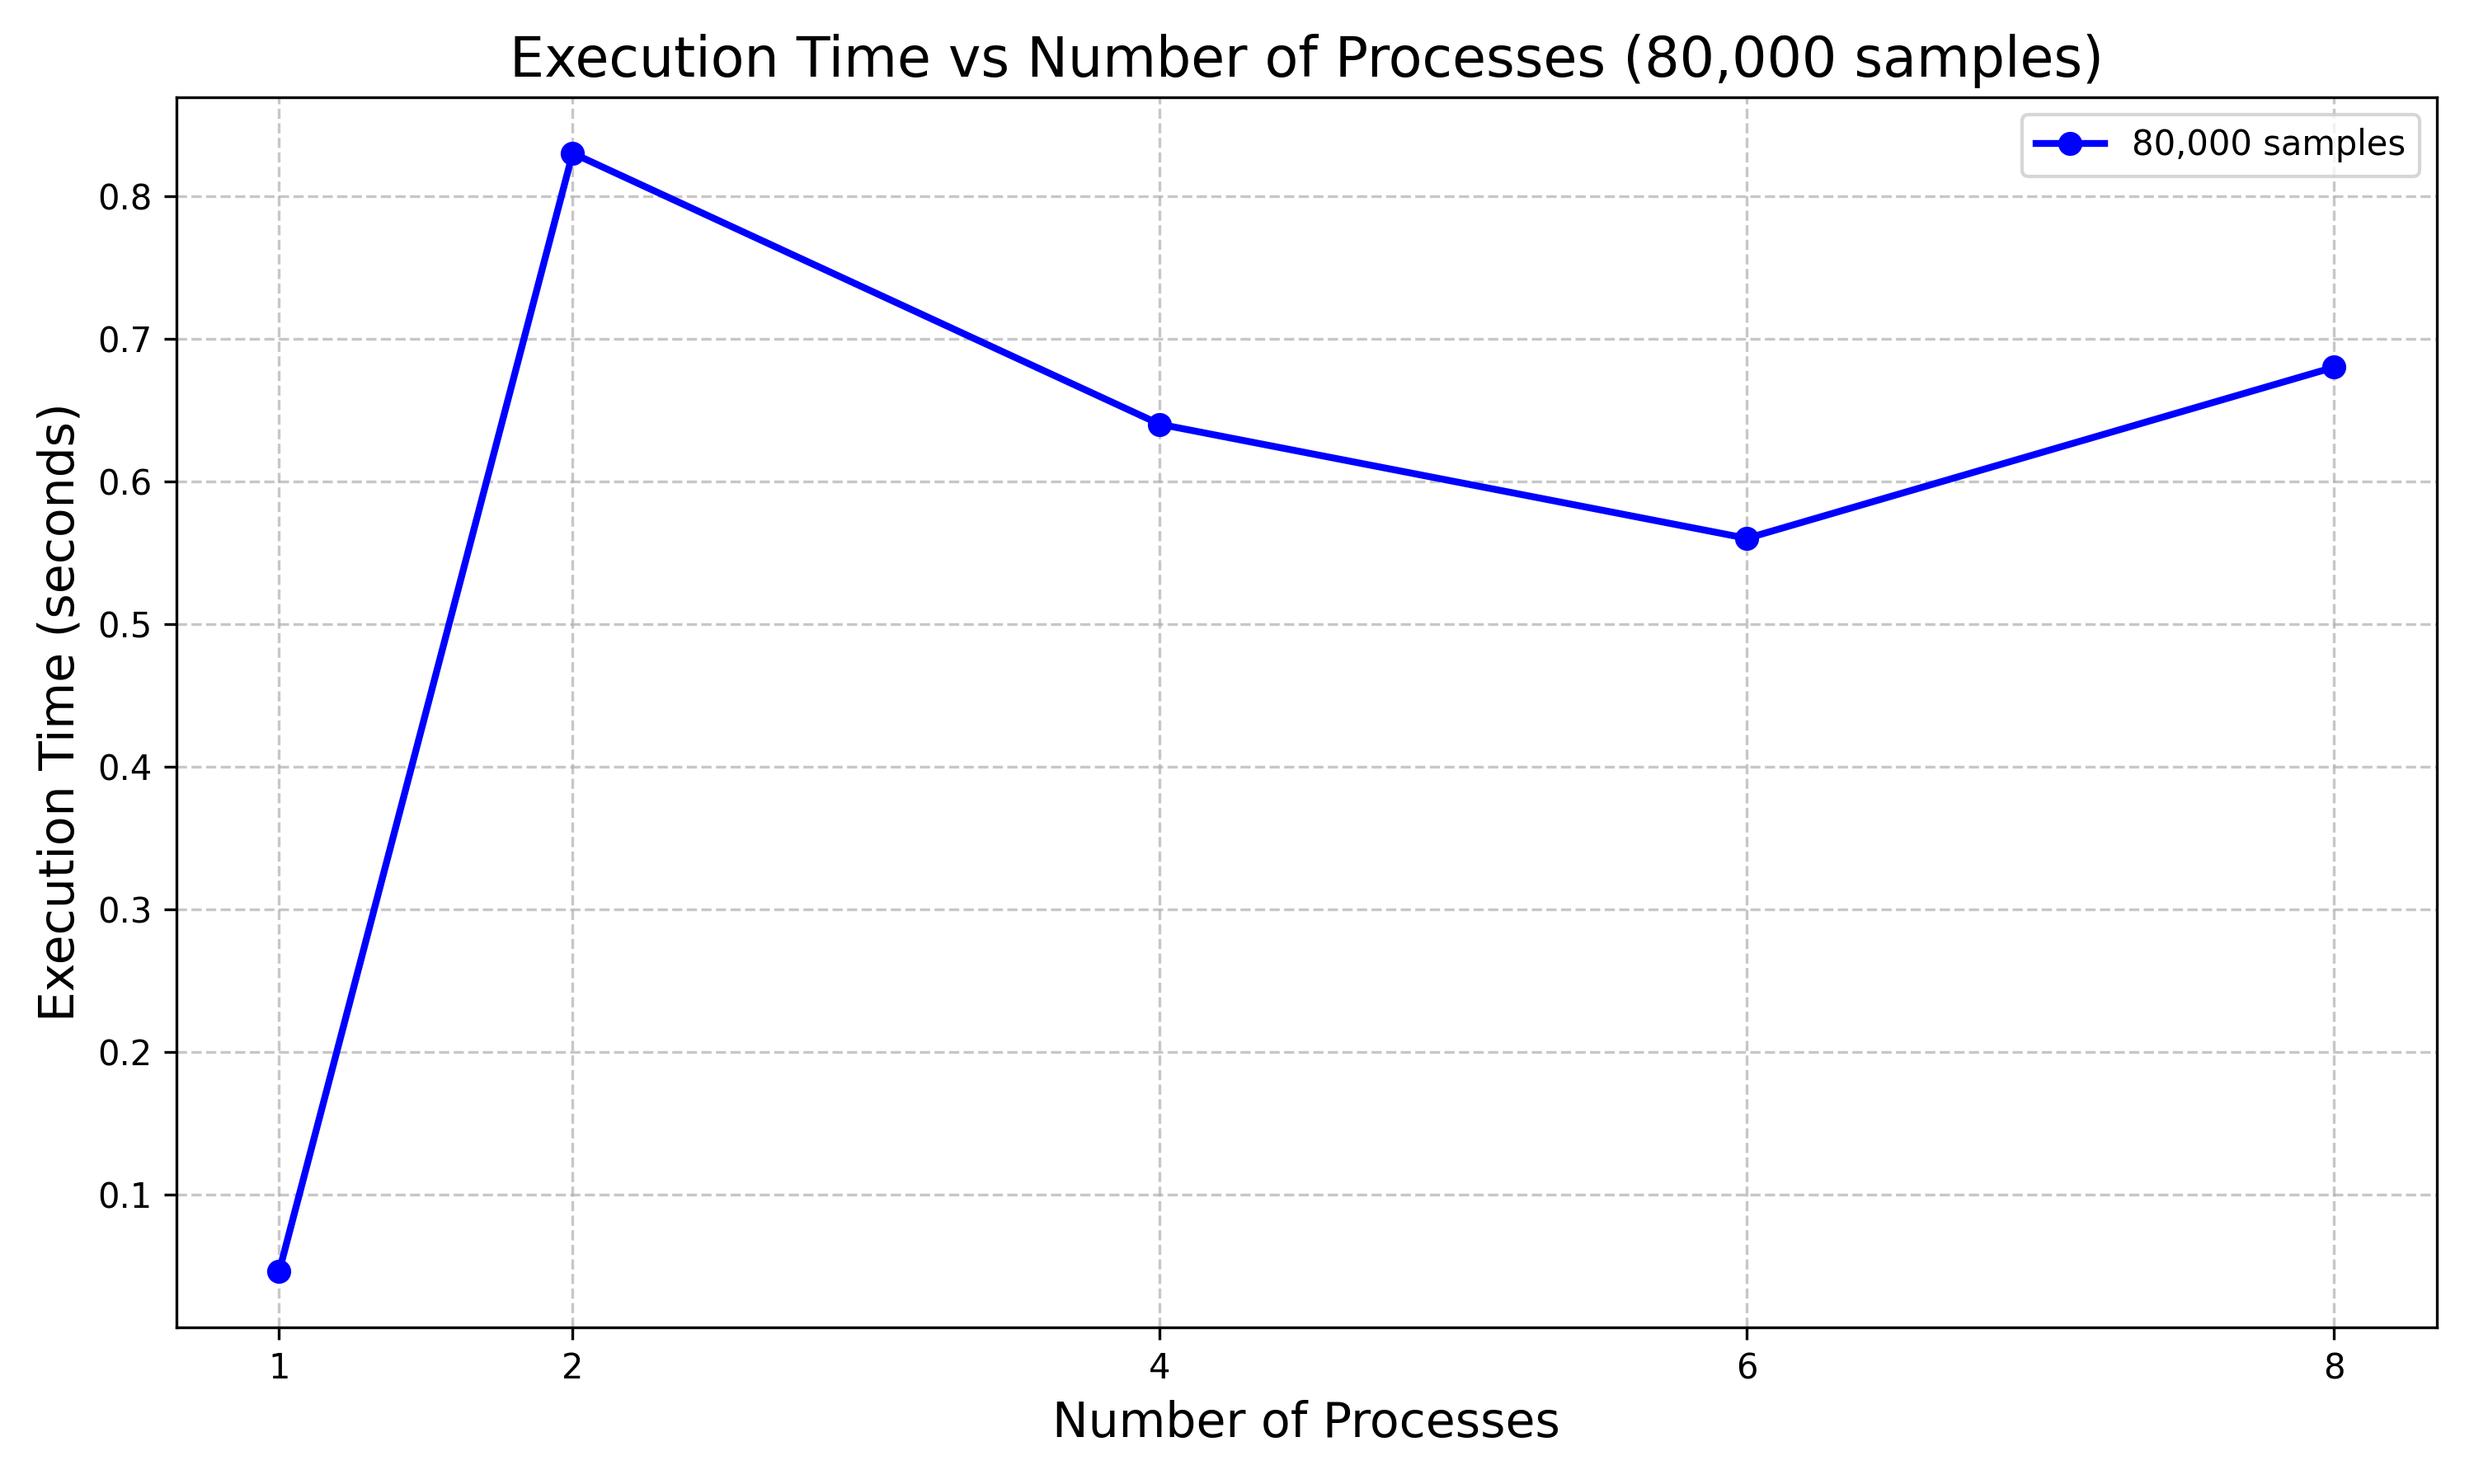 Execution Time vs Number of Processes (80,000 samples)
80,000 samples
Execution Time (seconds)
0.8
0.7
0.6
0.5
0.4
0.3
0.2
0.1
1 2 4 6 8
Number of Processes